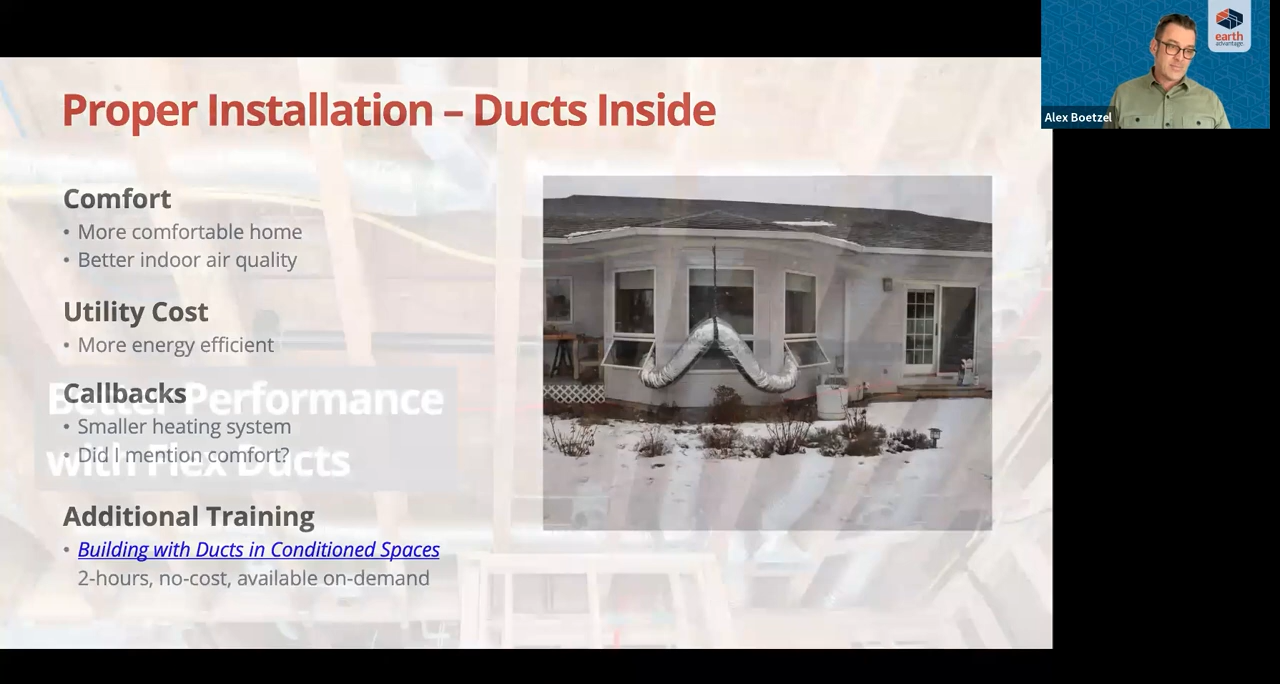 Proper Installation – Ducts Inside
earth
advantage
Alex Boetzel
Comfort
• More comfortable home
• Better indoor air quality
Utility Cost
• More energy efficient
Callbacks
• Smaller heating system
• Did I mention comfort?
Better Performance
with Flex Ducts
Additional Training
• Building with Ducts in Conditioned Spaces
2-hours, no-cost, available on-demand